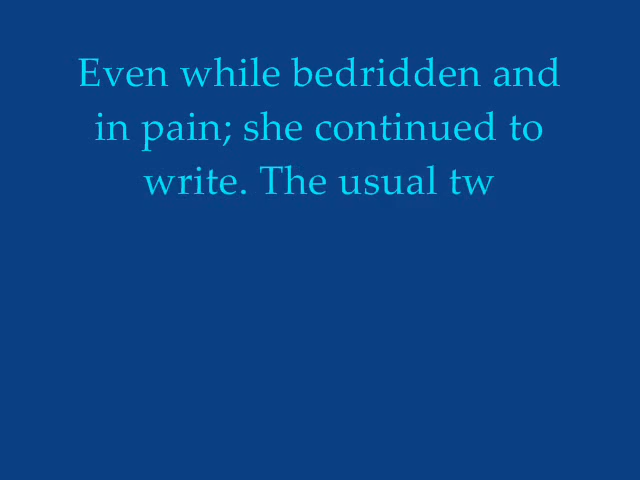 Even while bedridden and
in pain; she continued to
write. The usual tw